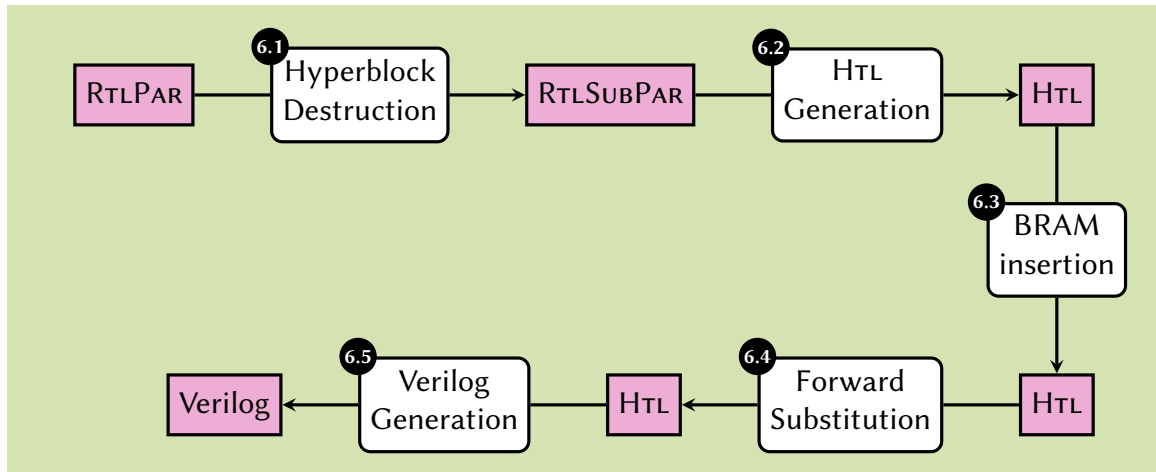 6.1
6.2
RtlPar
Hyperblock
Destruction
RtlSubPar
Htl
Generation
Htl
6.3
BRAM
insertion
6.5
6.4
Verilog
Verilog
Generation
Htl
Forward
Substitution
Htl